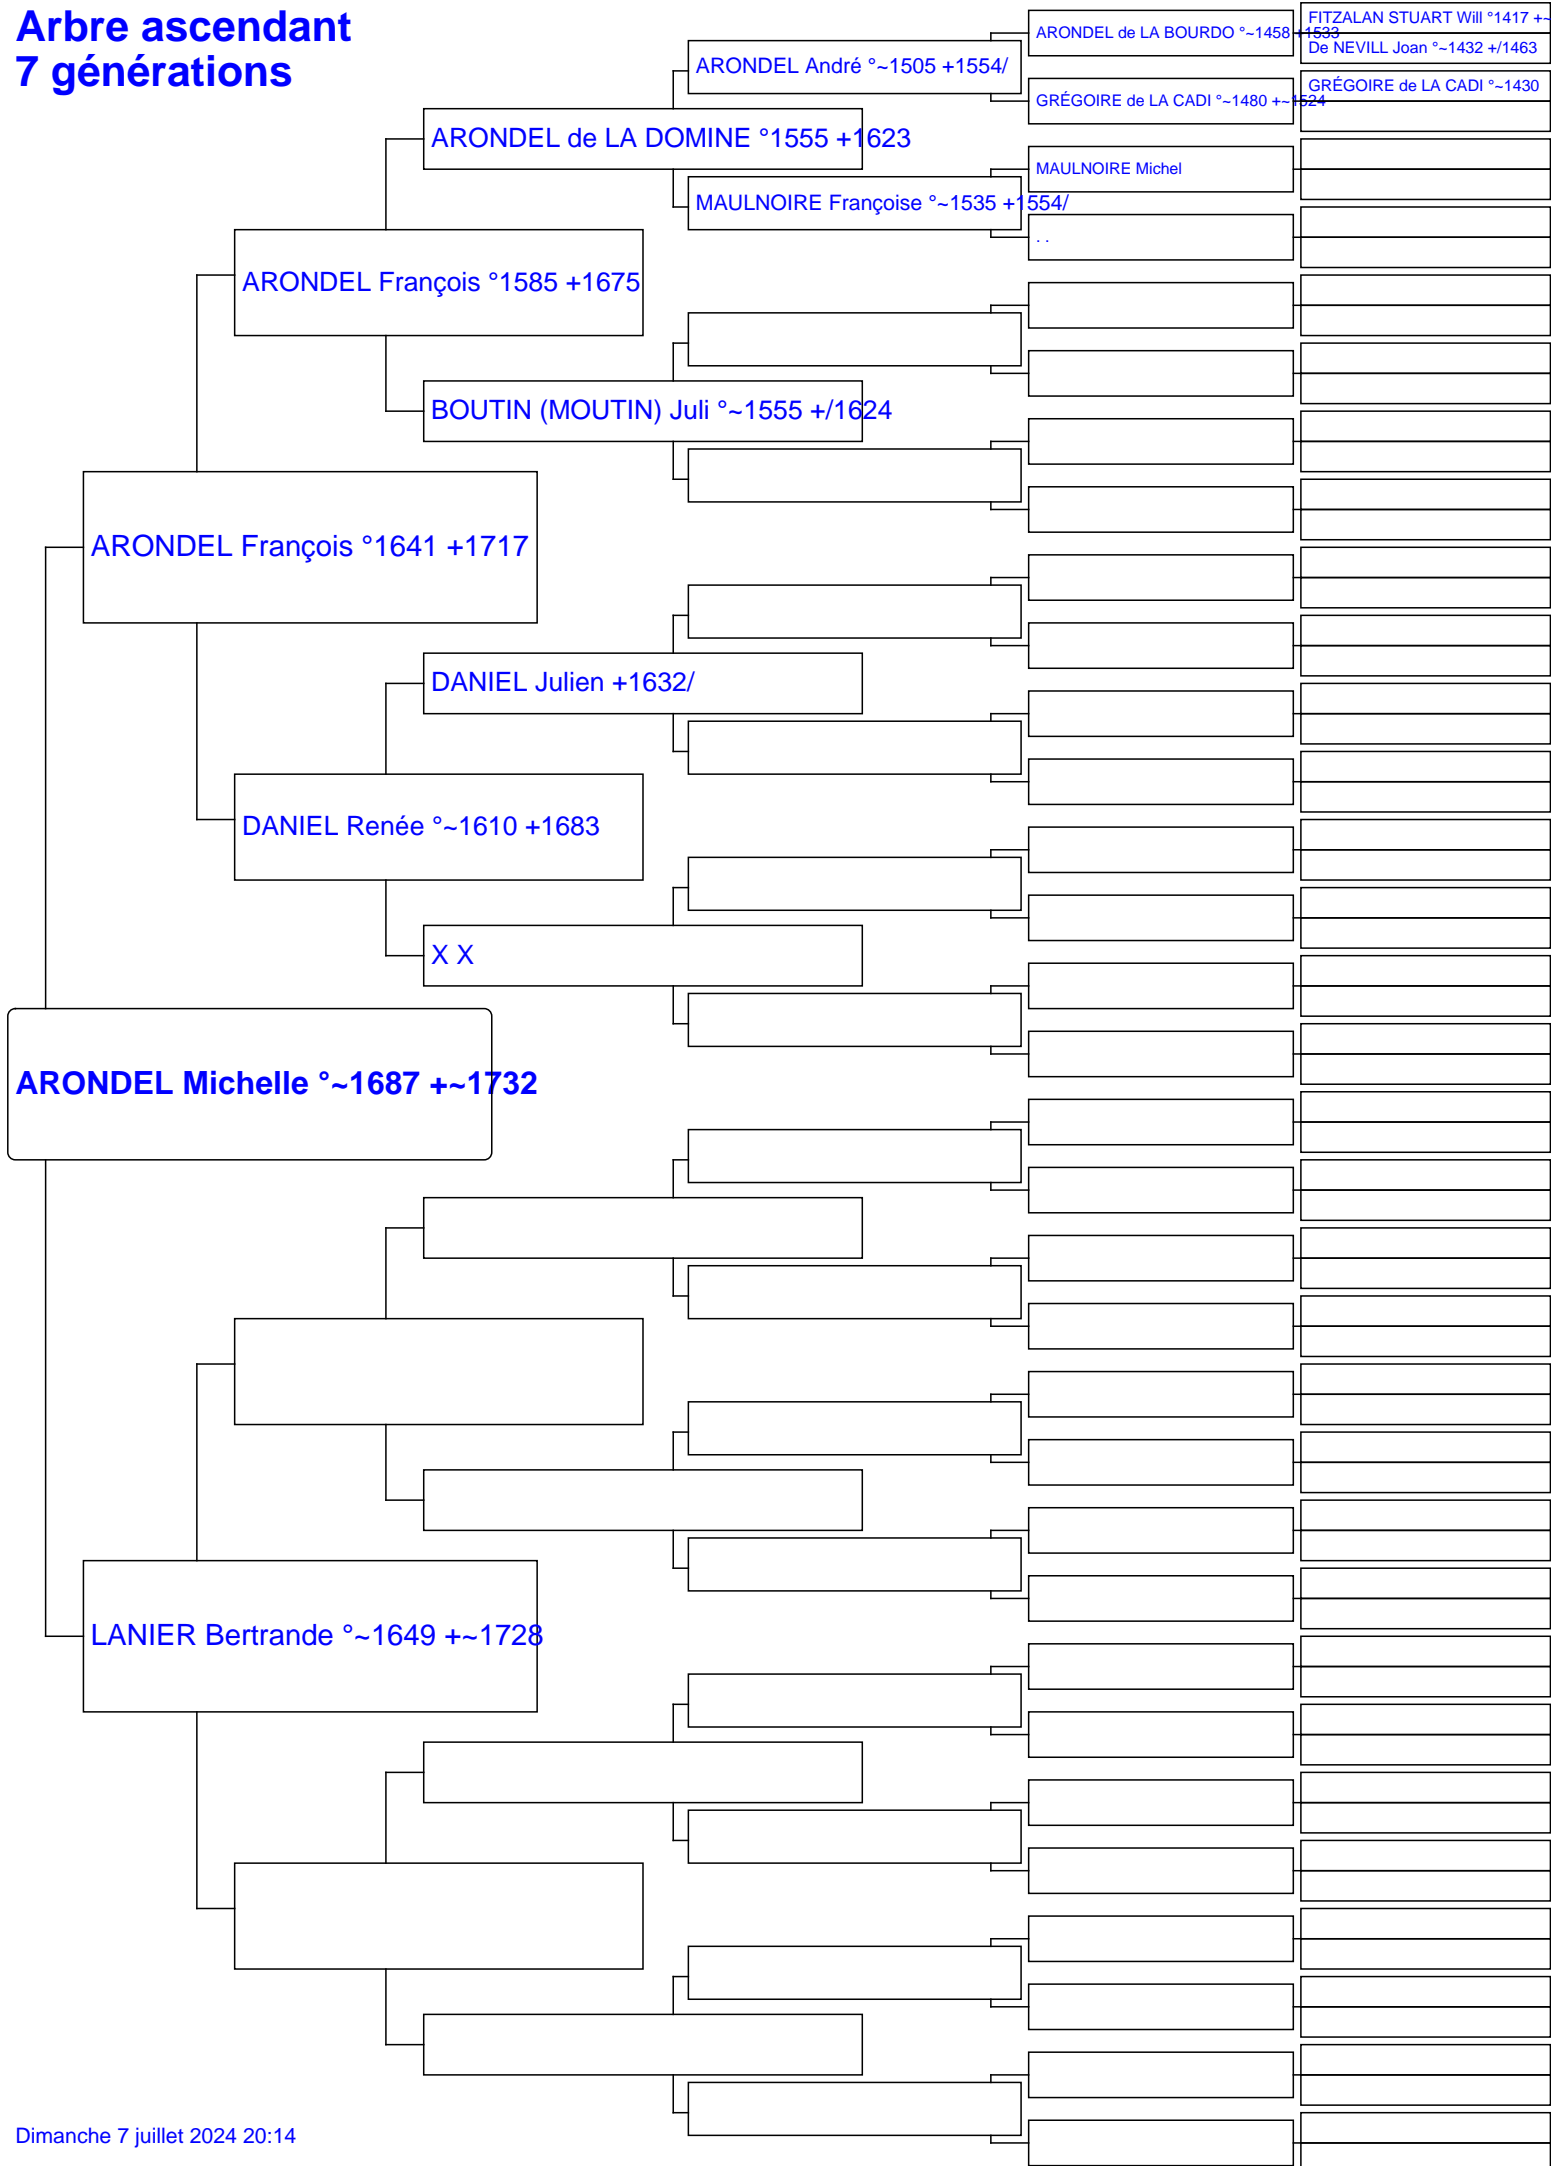 Arbre ascendant
7 générations
FITZALAN STUART Will °1417 +~
ARONDEL de LA BOURDO °~1458 +1533
De NEVILL Joan °~1432 +/1463
ARONDEL André °~1505 +1554/
GRÉGOIRE de LA CADI °~1430
GRÉGOIRE de LA CADI °~1480 +~1524
ARONDEL de LA DOMINE °1555 +1623
MAULNOIRE Michel
MAULNOIRE Françoise °~1535 +1554/
. .
ARONDEL François °1585 +1675
BOUTIN (MOUTIN) Juli °~1555 +/1624
ARONDEL François °1641 +1717
DANIEL Julien +1632/
DANIEL Renée °~1610 +1683
X X
ARONDEL Michelle °~1687 +~1732
LANIER Bertrande °~1649 +~1728
Dimanche 7 juillet 2024 20:14